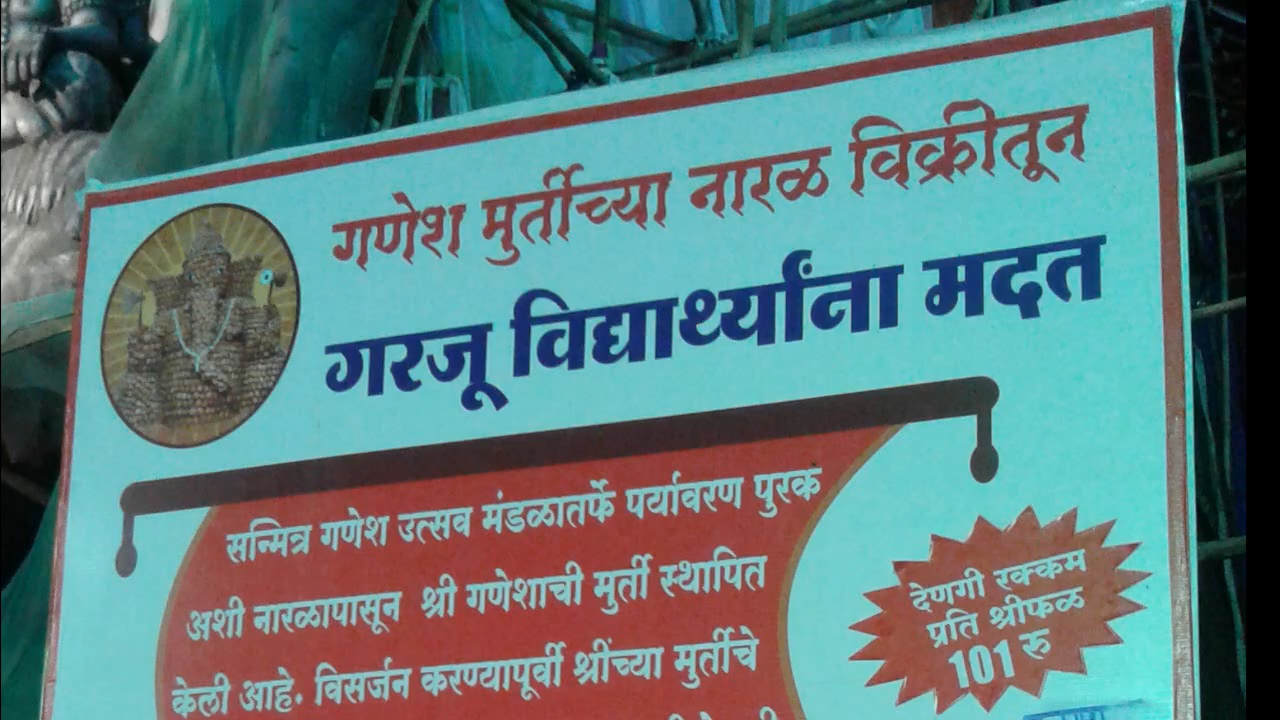 गणेश मुर्तीच्या नारळ विक्रीतून
गरजू विद्यार्थ्यांना मदत
सन्मित्र गणेश उत्सव मंडळातर्फे पर्यावरण पुरक
अशी नारळापासून श्री गणेशाची मुर्ती स्थापित
केली आहे. विसर्जन करण्यापूर्वी श्रींच्या मुर्तीचे
देणगी रक्कम
प्रति श्रीफळ
101 रु